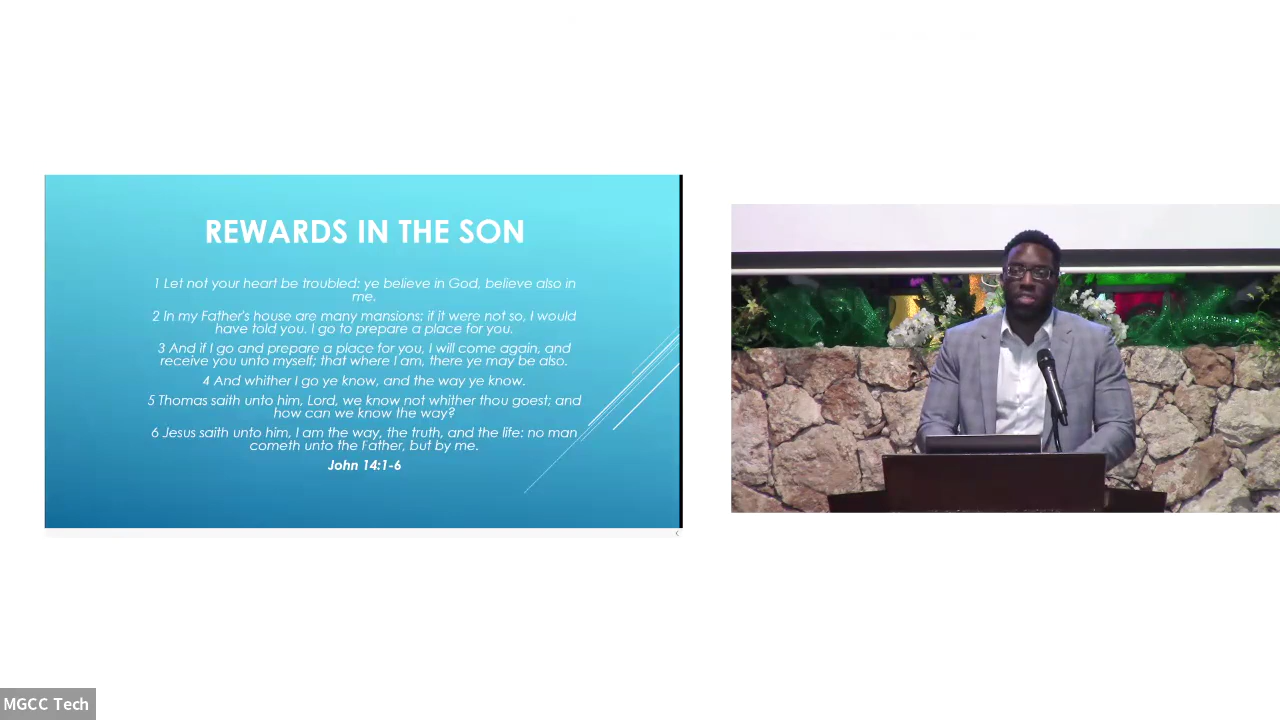 REWARDS IN THE SON
1 Let not your heart be troubled: ye believe in God, believe also in
me.
2 In my Father's house are many mansions: if it were not so, I would
have told you. I go to prepare a place for you.
3 And if I go and prepare a place for you, I will come again, and
receive you unto myself; that where I am, there ye may be also.
4 And whither I go ye know, and the way ye know.
5 Thomas saith unto him, Lord, we know not whither thou goest; and
how can we know the way?
6 Jesus saith unto him, I am the way, the truth, and the life: no man
cometh unto the Father, but by me.
John 14:1-6
MGCC Tech